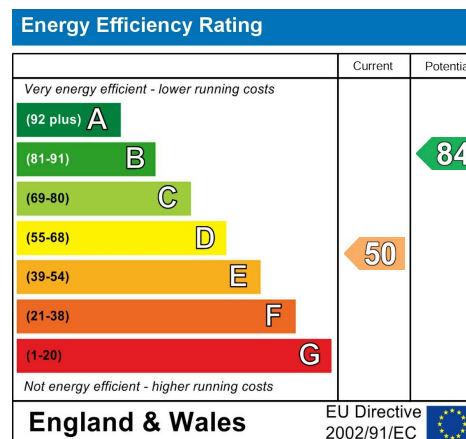 Energy Efficiency Rating
Current Potentia
Very energy efficient - lower running costs
(92 plus) A
(81-91) B
84
(69-80) C
(55-68) D
50
(39-54) E
(21-38) F
(1-20) G
Not energy efficient - higher running costs
England & Wales
EU Directive
2002/91/EC